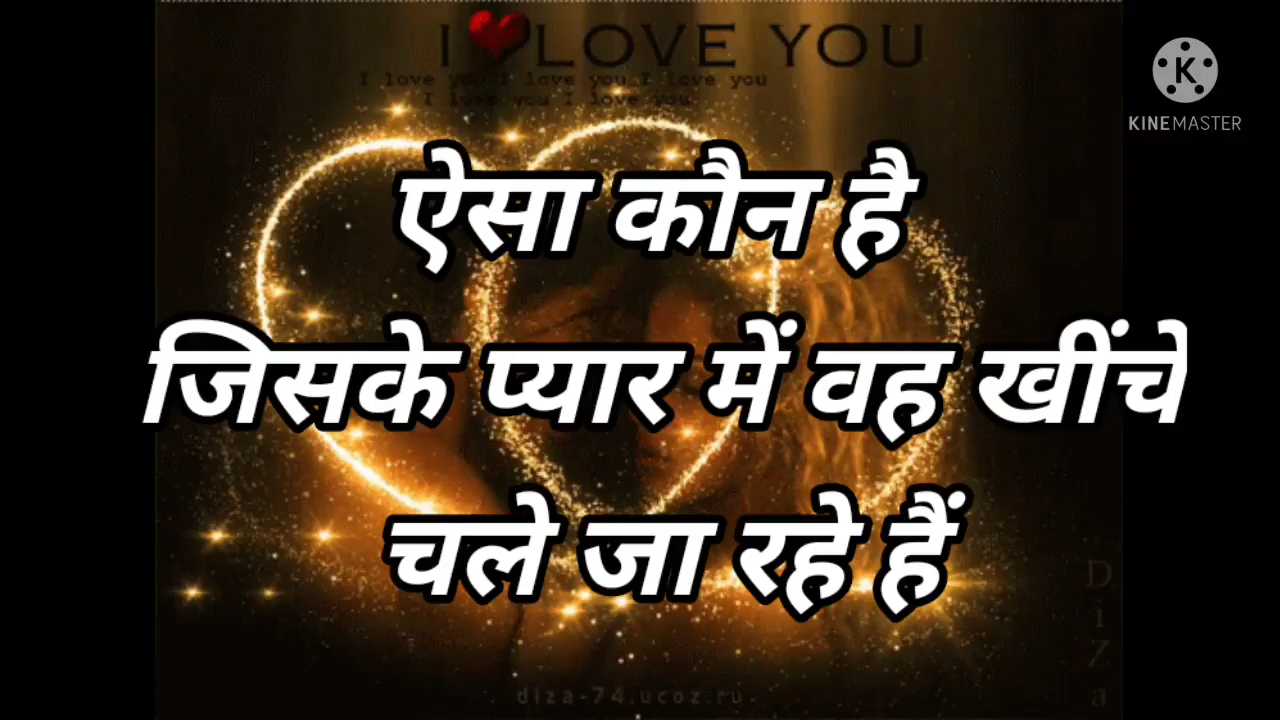 I ❤ LOVE YOU
I love you I love you I love you
I love you I love you
KINEMASTER
ऐसा कौन है
जिसके प्यार में वह खींचे
चले जा रहे हैं
DiZa
diza-74.ucoz.ru